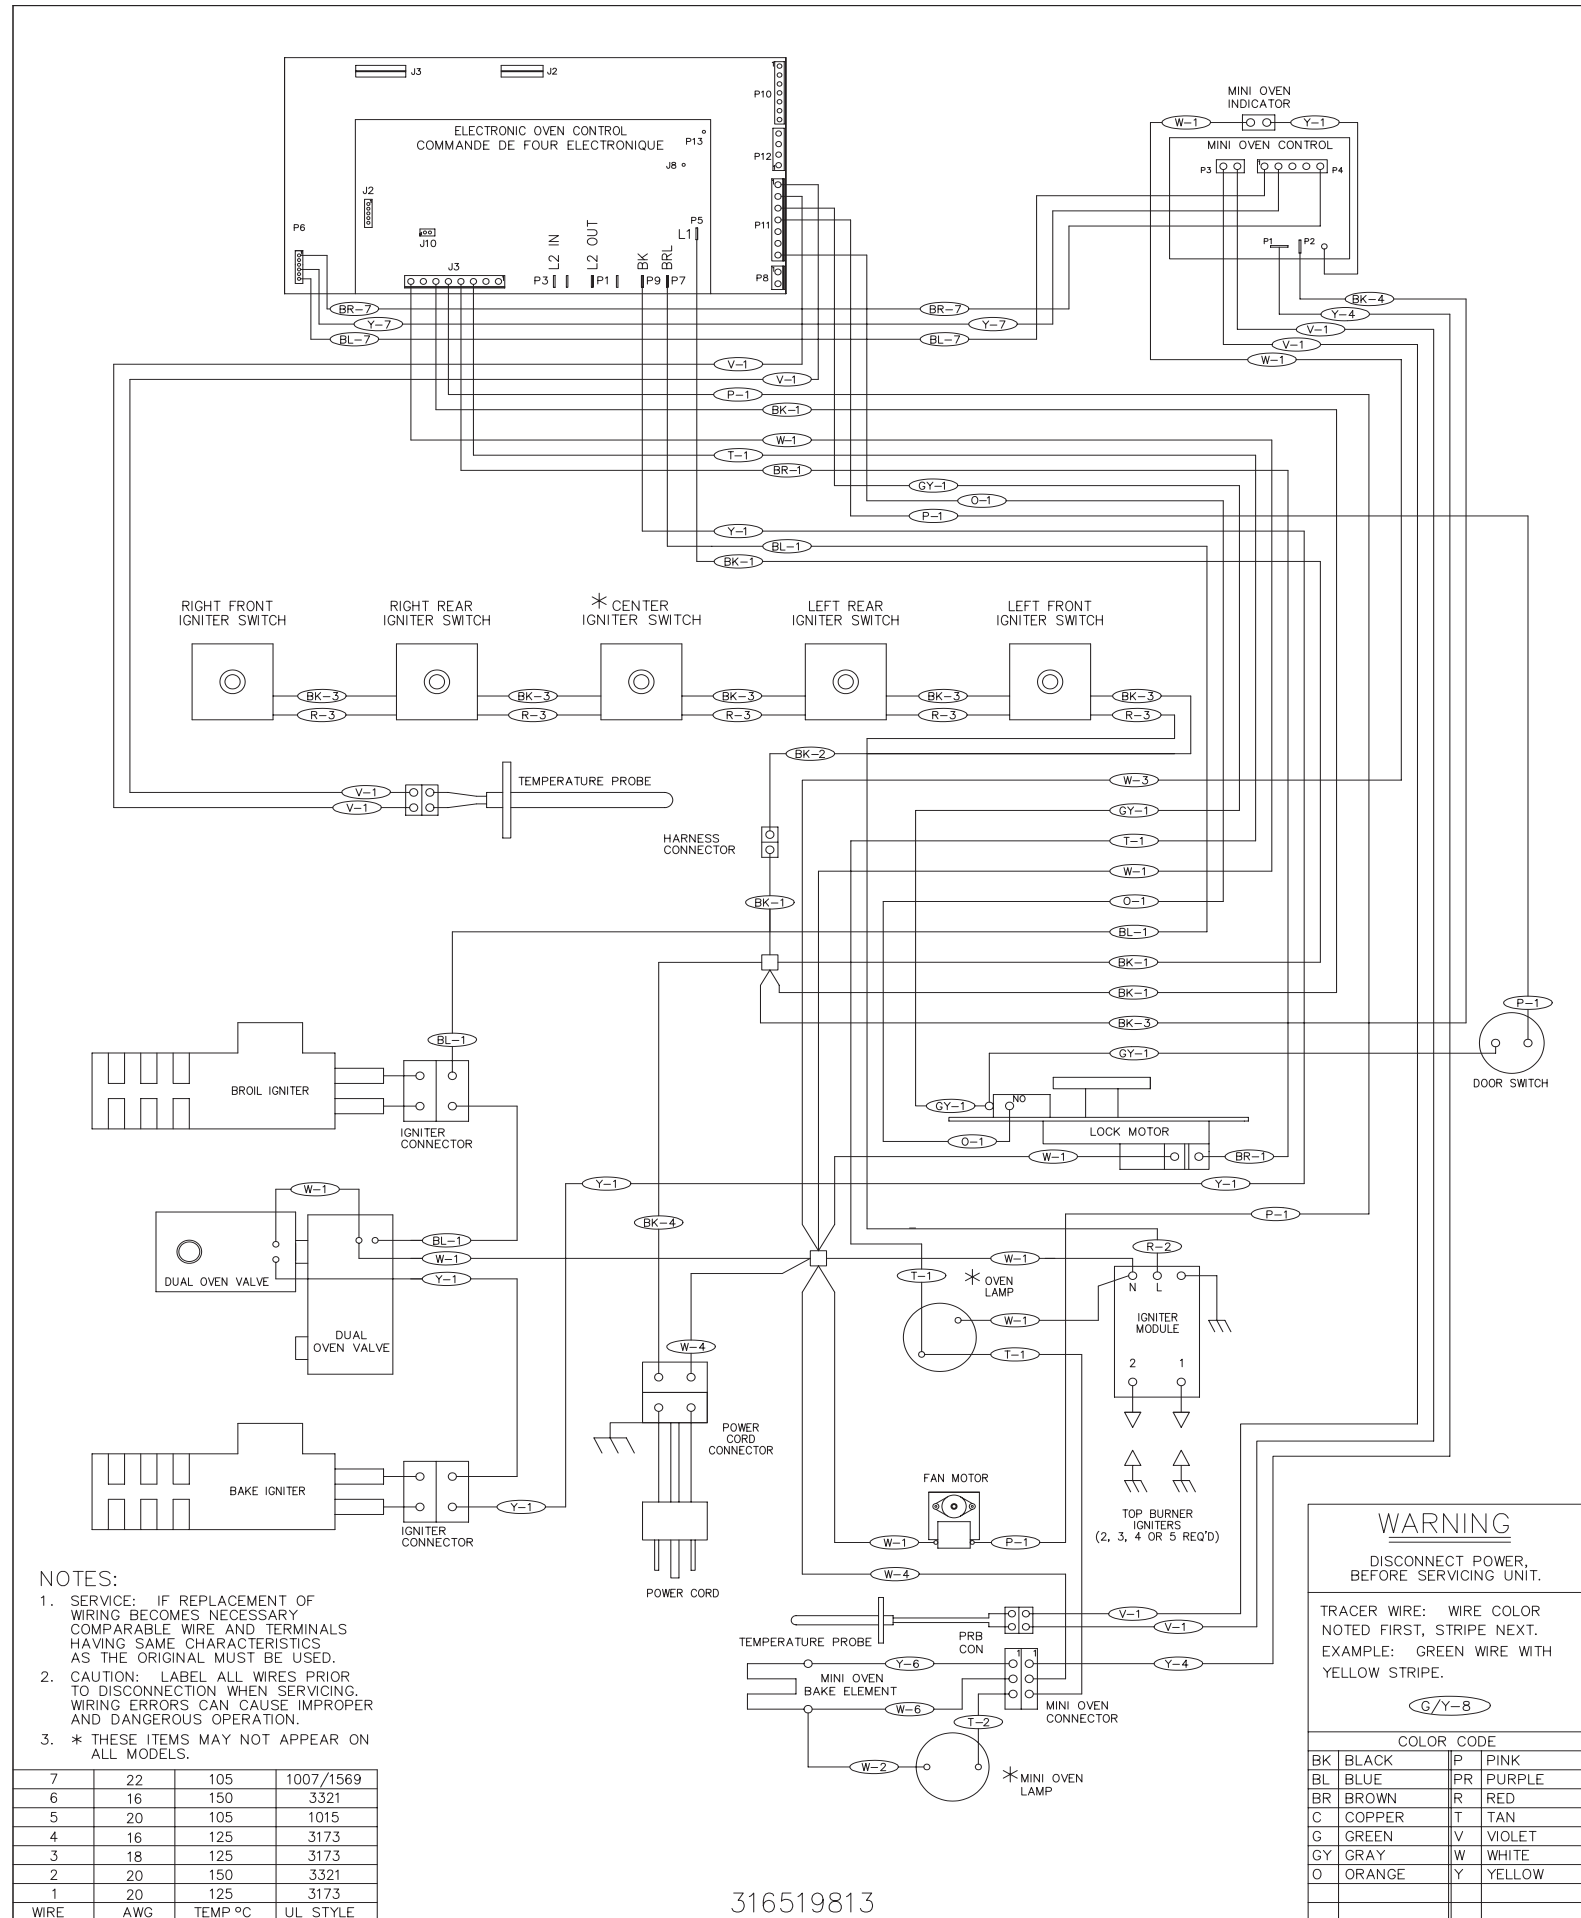 J3
J2
P10
ELECTRONIC OVEN CONTROL
COMMANDE DE FOUR ELECTRONIQUE
P13
J8
P12
J2
P6
J10
J3
P3
L2 IN
L2 OUT
P1
BK
P9
BRL
P7
P5
L1
P11
P8
MINI OVEN
INDICATOR
W-1
Y-1
MINI OVEN CONTROL
P3
1
P4
P1
P2
BR-7
BR-7
Y-7
Y-7
BL-7
BL-7
BK-4
Y-4
V-1
V-1
W-1
V-1
V-1
P-1
BK-1
W-1
T-1
BR-1
GY-1
O-1
P-1
Y-1
BL-1
BK-1
RIGHT FRONT
IGNITER SWITCH
RIGHT REAR
IGNITER SWITCH
* CENTER
IGNITER SWITCH
LEFT REAR
IGNITER SWITCH
LEFT FRONT
IGNITER SWITCH
BK-3
BK-3
BK-3
BK-3
BK-3
R-3
R-3
R-3
R-3
R-3
BK-2
V-1
V-1
TEMPERATURE PROBE
HARNESS
CONNECTOR
BK-1
W-3
GY-1
T-1
W-1
O-1
BL-1
BK-1
BK-1
BK-3
GY-1
P-1
DOOR SWITCH
BL-1
BROIL IGNITER
IGNITER
CONNECTOR
GY-1
NO
O-1
LOCK MOTOR
W-1
BR-1
Y-1
Y-1
W-1
BK-4
P-1
BL-1
W-1
Y-1
DUAL OVEN VALVE
DUAL
OVEN VALVE
W-1
R-2
T-1
* OVEN
LAMP
N
L
IGNITER
MODULE
W-1
T-1
2
1
W-4
POWER
CORD
CONNECTOR
BAKE IGNITER
Y-1
IGNITER
CONNECTOR
FAN MOTOR
W-1
P-1
TOP BURNER
IGNITERS
(2, 3, 4 OR 5 REQ'D)
W-4
POWER CORD
TEMPERATURE PROBE
PRB
CON
V-1
V-1
Y-6
1
1
Y-4
MINI OVEN
BAKE ELEMENT
W-6
MINI OVEN
CONNECTOR
T-2
W-2
* MINI OVEN
LAMP
NOTES:
1. SERVICE: IF REPLACEMENT OF
WIRING BECOMES NECESSARY
COMPARABLE WIRE AND TERMINALS
HAVING SAME CHARACTERISTICS
AS THE ORIGINAL MUST BE USED.
2. CAUTION: LABEL ALL WIRES PRIOR
TO DISCONNECTION WHEN SERVICING.
WIRING ERRORS CAN CAUSE IMPROPER
AND DANGEROUS OPERATION.
3. * THESE ITEMS MAY NOT APPEAR ON
ALL MODELS.
7 22 105 1007/1569
6 16 150 3321
5 20 105 1015
4 16 125 3173
3 18 125 3173
2 20 150 3321
1 20 125 3173
WIRE AWG TEMP °C UL STYLE
316519813
WARNING
DISCONNECT POWER,
BEFORE SERVICING UNIT.
TRACER WIRE: WIRE COLOR
NOTED FIRST, STRIPE NEXT.
EXAMPLE: GREEN WIRE WITH
YELLOW STRIPE.
G/Y-8
COLOR CODE
BK BLACK P PINK
BL BLUE PR PURPLE
BR BROWN R RED
C COPPER T TAN
G GREEN V VIOLET
GY GRAY W WHITE
O ORANGE Y YELLOW